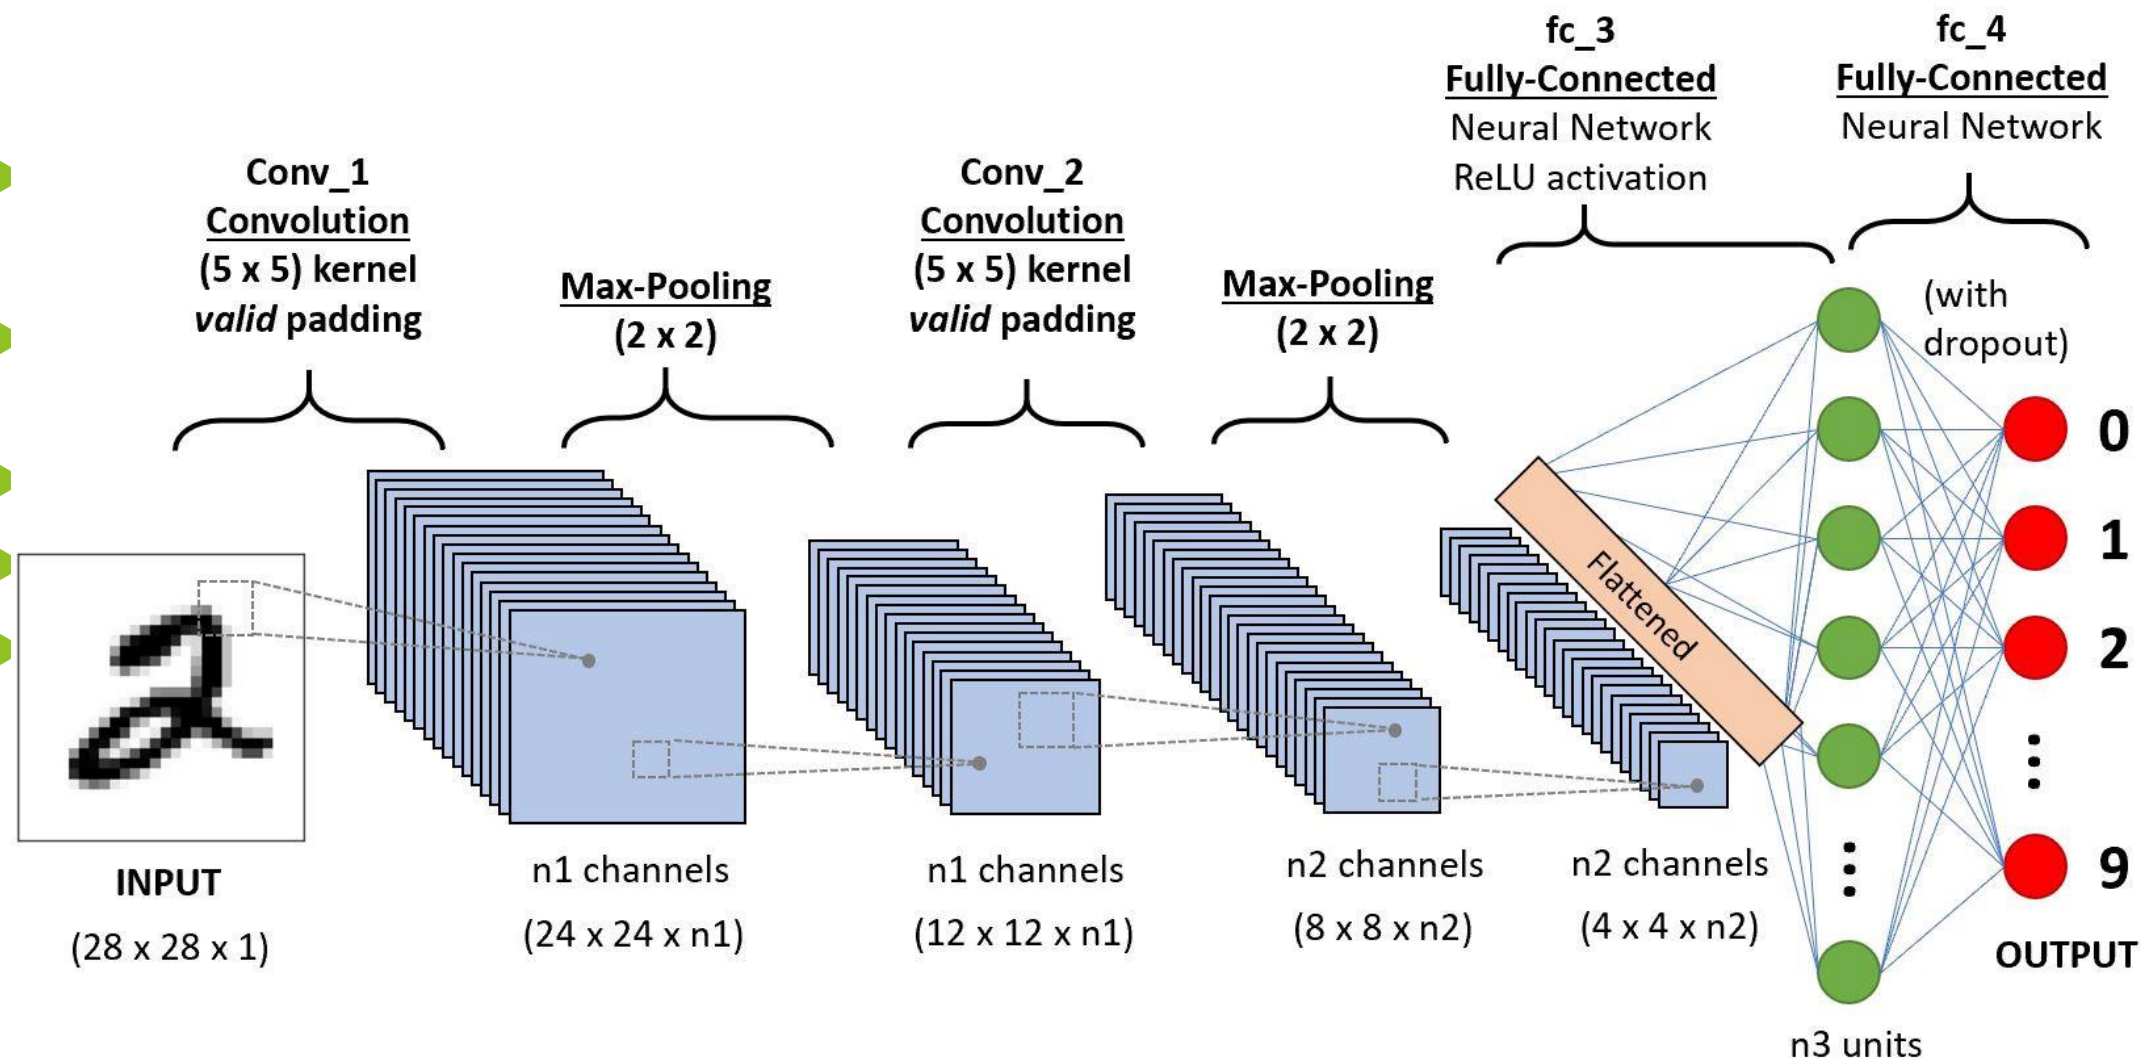 Conv_1
Convolution
(5 x 5) kernel
valid padding
Max-Pooling
(2 x 2)
Conv_2
Convolution
(5 x 5) kernel
valid padding
Max-Pooling
(2 x 2)
fc_3
Fully-Connected
Neural Network
ReLU activation
fc_4
Fully-Connected
Neural Network
(with
dropout)
Flattened
0
1
2
9
INPUT
(28 x 28 x 1)
n1 channels
(24 x 24 x n1)
n1 channels
(12 x 12 x n1)
n2 channels
(8 x 8 x n2)
n2 channels
(4 x 4 x n2)
n3 units
OUTPUT